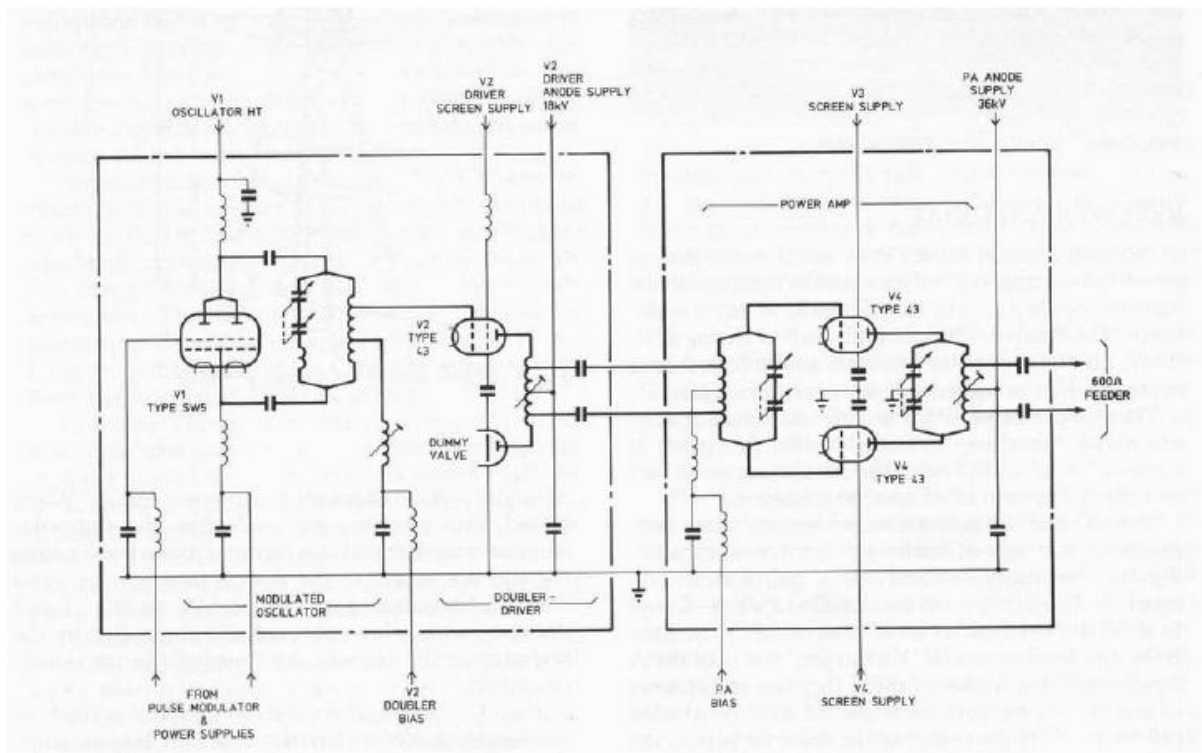 V1
OSCILLATOR HT
V2
DRIVER
SCREEN SUPPLY
V2
DRIVER
ANODE SUPPLY
18kV
V3
SCREEN SUPPLY
PA ANODE
SUPPLY
36kV
POWER AMP
V1
TYPE SW5
V2
TYPE
43
DUMMY
VALVE
V4
TYPE 43
V4
TYPE 43
600Ω
FEEDER
MODULATED
OSCILLATOR
DOUBLER -
DRIVER
FROM
PULSE MODULATOR
&
POWER SUPPLIES
V2
DOUBLER
BIAS
PA
BIAS
V4
SCREEN SUPPLY